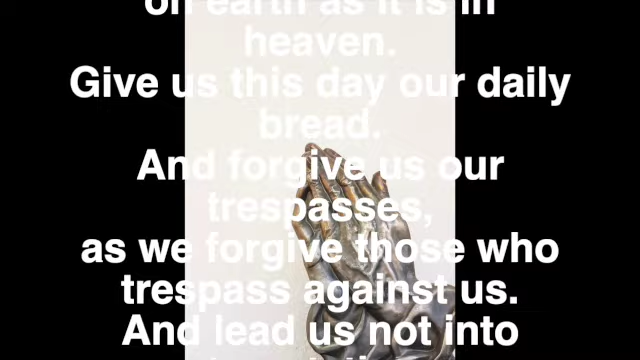 on earth as it is in
heaven.
Give us this day our daily
bread.
And forgive us our
trespasses,
as we forgive those who
trespass against us.
And lead us not into